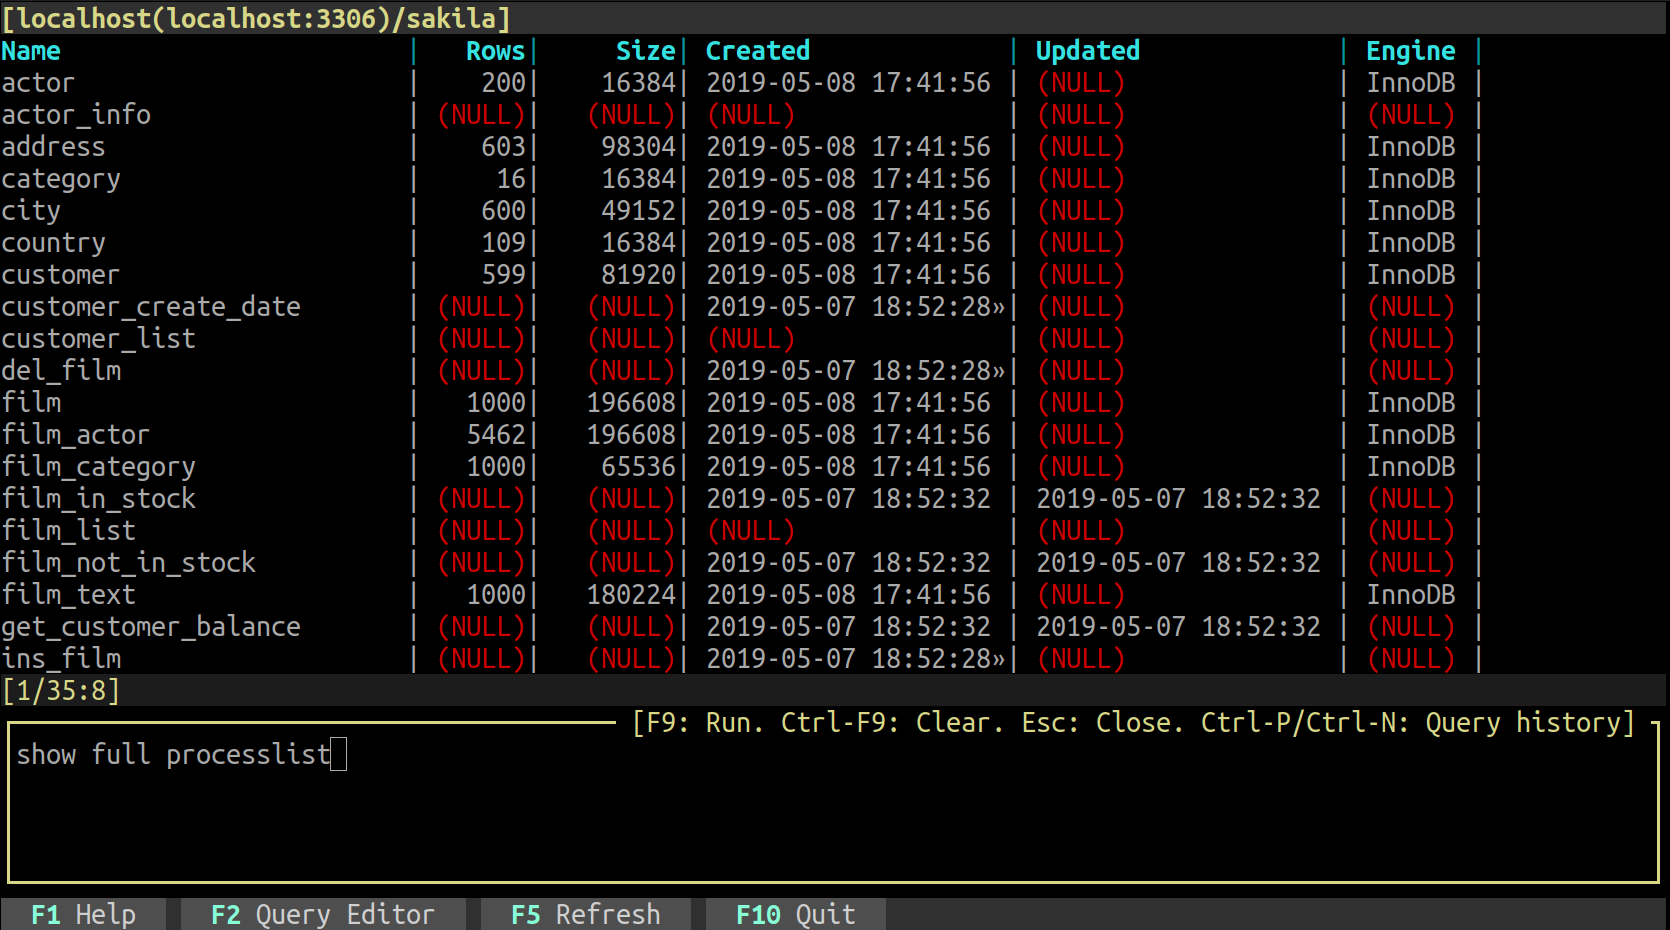 [localhost(localhost:3306)/sakila]
Name | Rows| Size| Created | Updated | Engine |
actor | 200| 16384| 2019-05-08 17:41:56 | (NULL) | InnoDB |
actor_info | (NULL)| (NULL)| (NULL) | (NULL) | (NULL) |
address | 603| 98304| 2019-05-08 17:41:56 | (NULL) | InnoDB |
category | 16| 16384| 2019-05-08 17:41:56 | (NULL) | InnoDB |
city | 600| 49152| 2019-05-08 17:41:56 | (NULL) | InnoDB |
country | 109| 16384| 2019-05-08 17:41:56 | (NULL) | InnoDB |
customer | 599| 81920| 2019-05-08 17:41:56 | (NULL) | InnoDB |
customer_create_date | (NULL)| (NULL)| 2019-05-07 18:52:28»| (NULL) | (NULL) |
customer_list | (NULL)| (NULL)| (NULL) | (NULL) | (NULL) |
del_film | (NULL)| (NULL)| 2019-05-07 18:52:28»| (NULL) | (NULL) |
film | 1000| 196608| 2019-05-08 17:41:56 | (NULL) | InnoDB |
film_actor | 5462| 196608| 2019-05-08 17:41:56 | (NULL) | InnoDB |
film_category | 1000| 65536| 2019-05-08 17:41:56 | (NULL) | InnoDB |
film_in_stock | (NULL)| (NULL)| 2019-05-07 18:52:32 | 2019-05-07 18:52:32 | (NULL) |
film_list | (NULL)| (NULL)| (NULL) | (NULL) | (NULL) |
film_not_in_stock | (NULL)| (NULL)| 2019-05-07 18:52:32 | 2019-05-07 18:52:32 | (NULL) |
film_text | 1000| 180224| 2019-05-08 17:41:56 | (NULL) | InnoDB |
get_customer_balance | (NULL)| (NULL)| 2019-05-07 18:52:32 | 2019-05-07 18:52:32 | (NULL) |
ins_film | (NULL)| (NULL)| 2019-05-07 18:52:28»| (NULL) | (NULL) |
[1/35:8]
[F9: Run. Ctrl-F9: Clear. Esc: Close. Ctrl-P/Ctrl-N: Query history]
show full processlist
F1 Help F2 Query Editor F5 Refresh F10 Quit